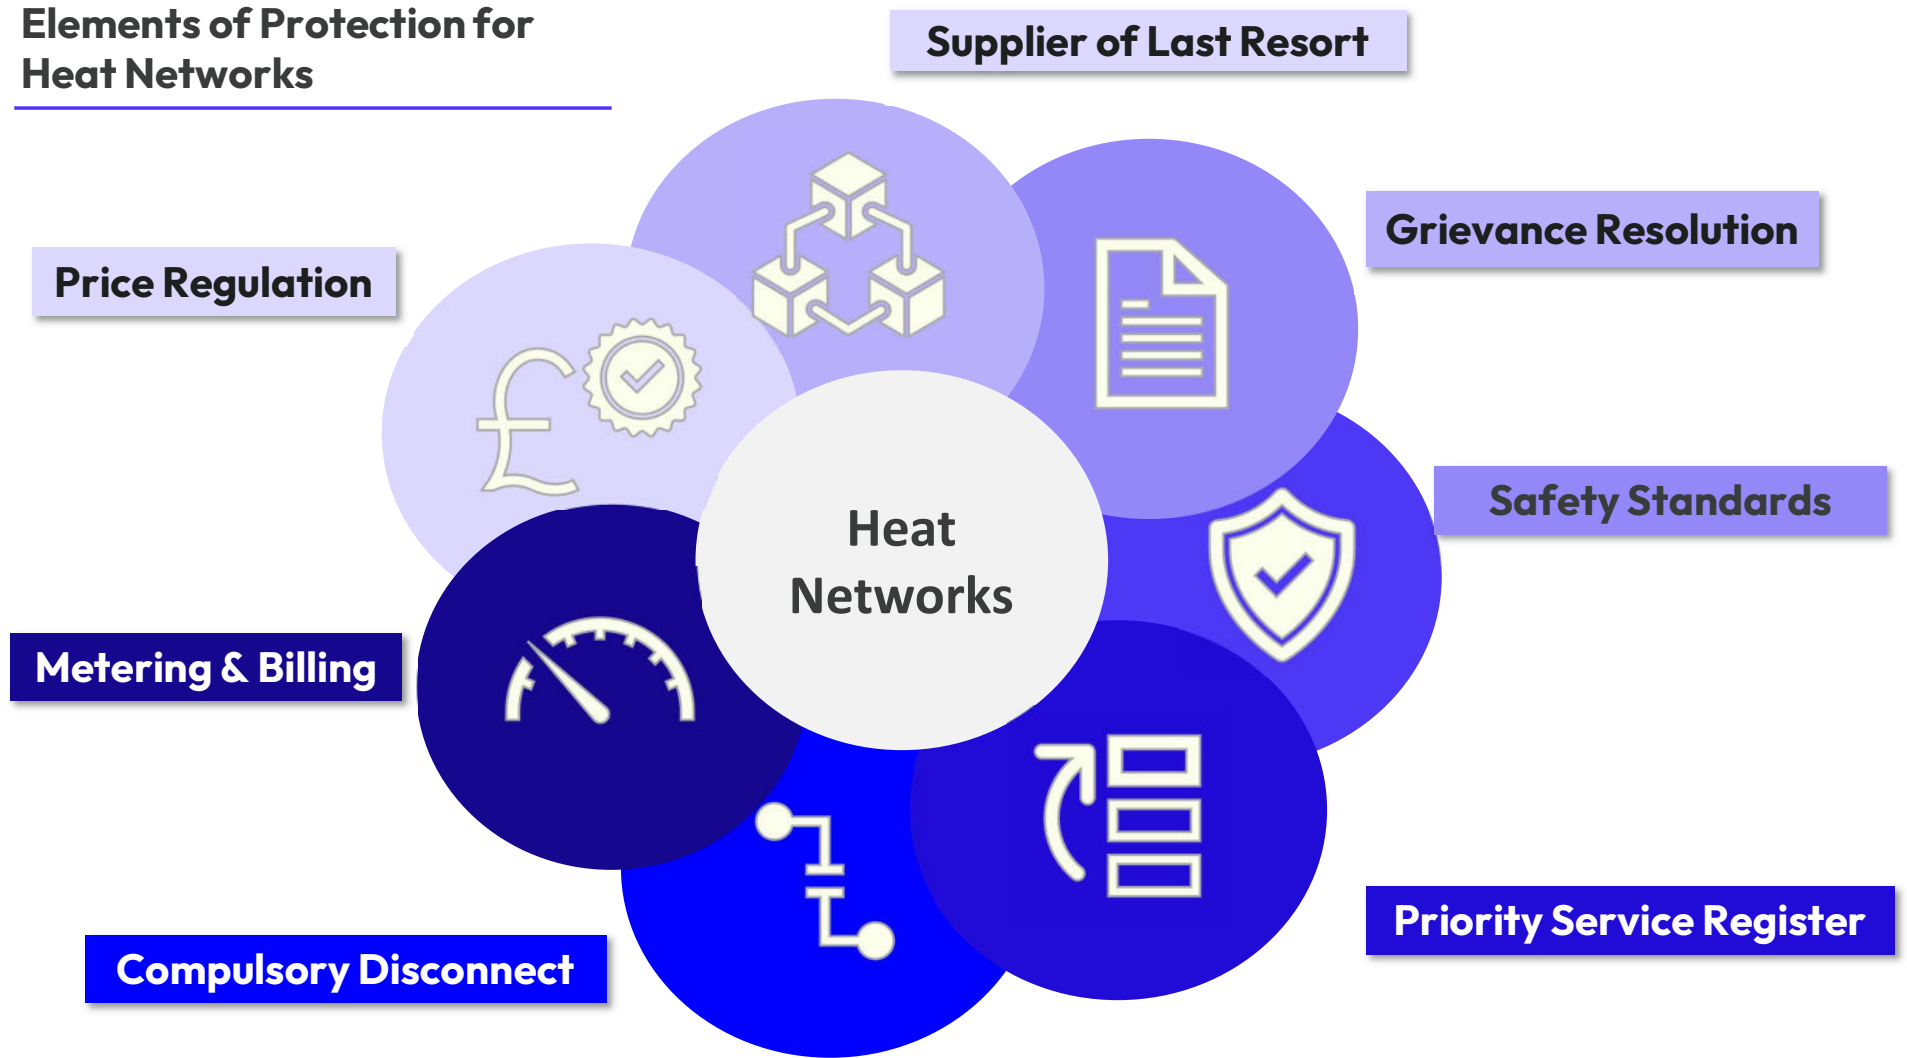 Elements of Protection for
Heat Networks
Supplier of Last Resort
Grievance Resolution
Price Regulation
Safety Standards
Heat
Networks
Metering & Billing
Priority Service Register
Compulsory Disconnect